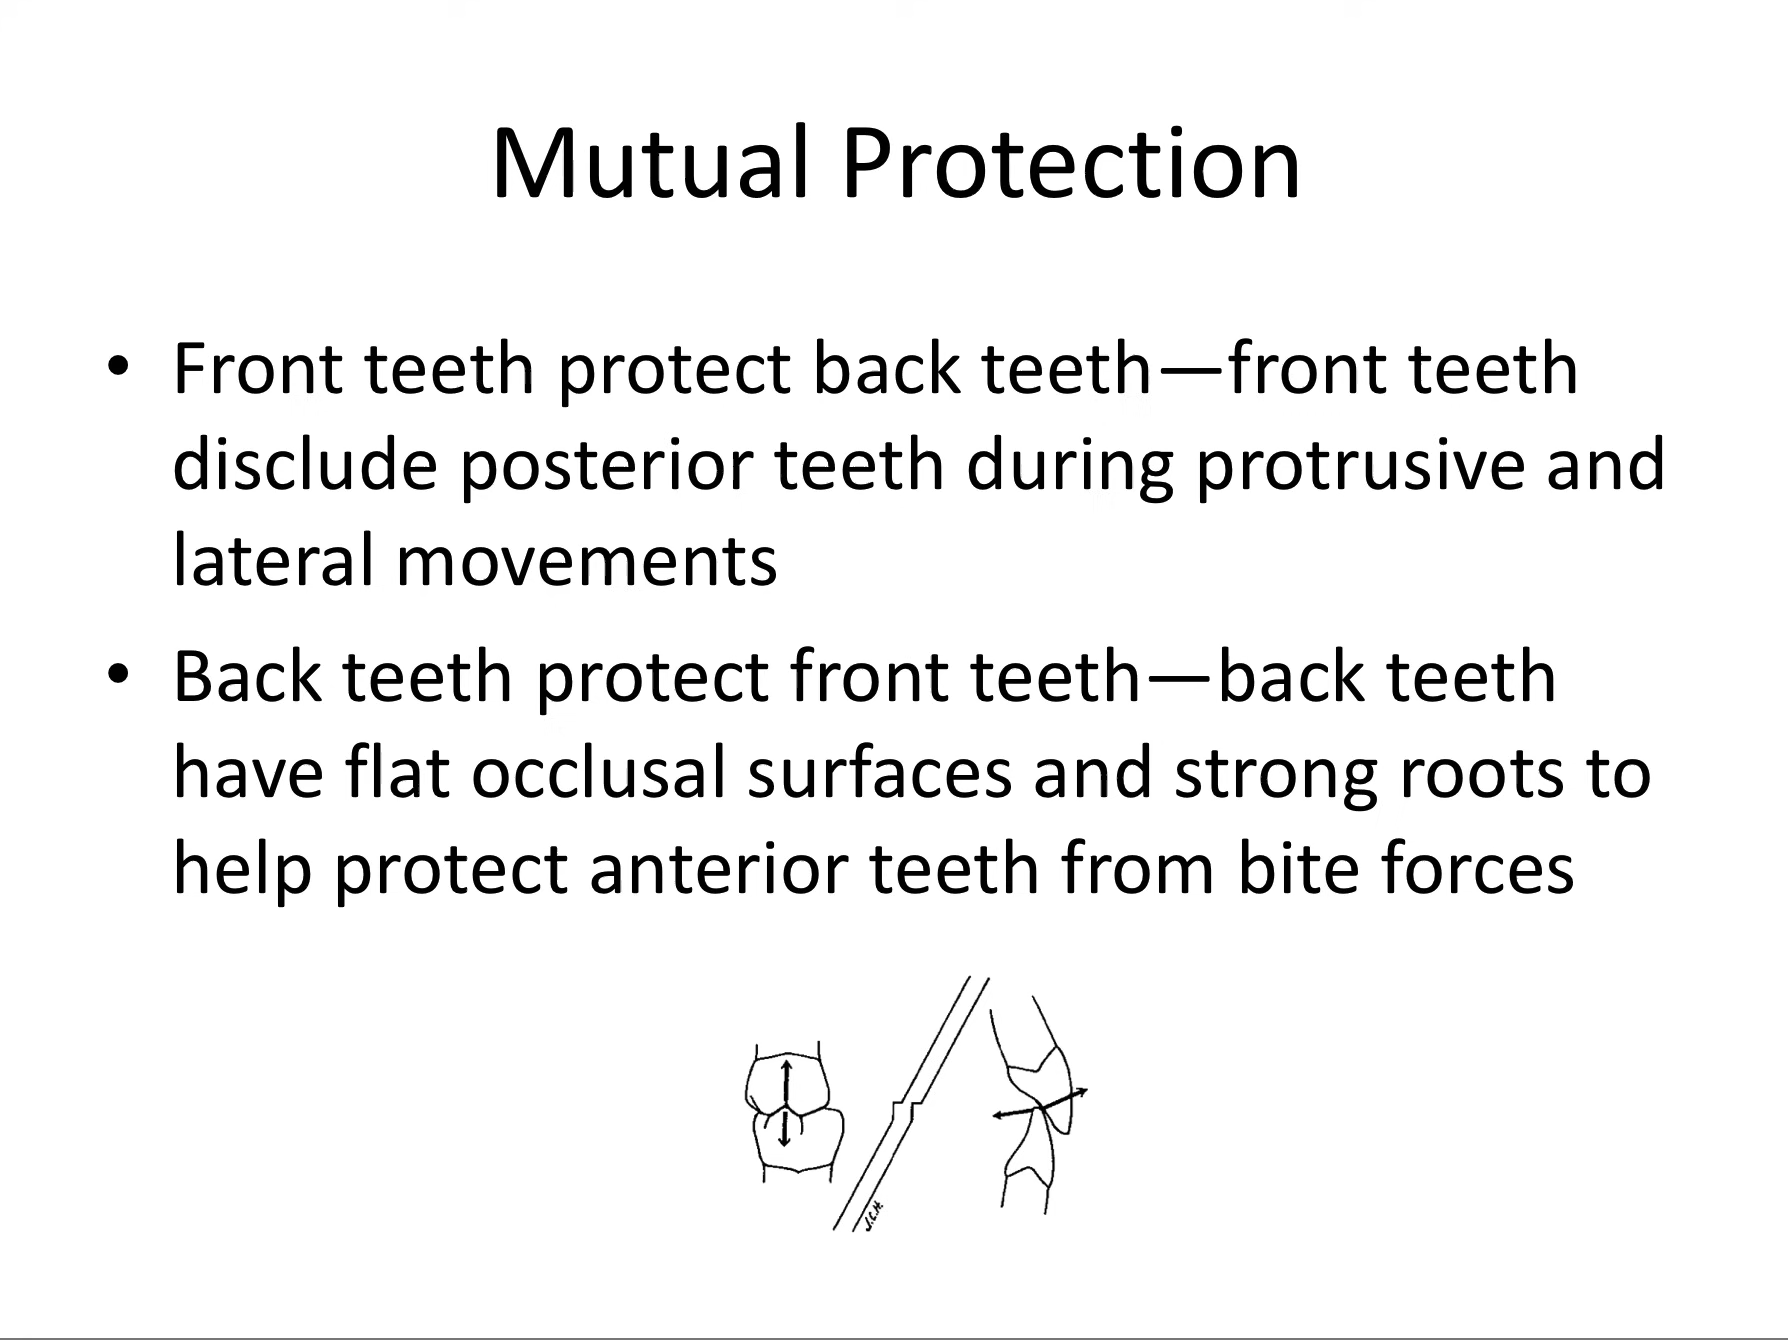 Mutual Protection
• Front teeth protect back teeth—front teeth
disclude posterior teeth during protrusive and
lateral movements
• Back teeth protect front teeth—back teeth
have flat occlusal surfaces and strong roots to
help protect anterior teeth from bite forces